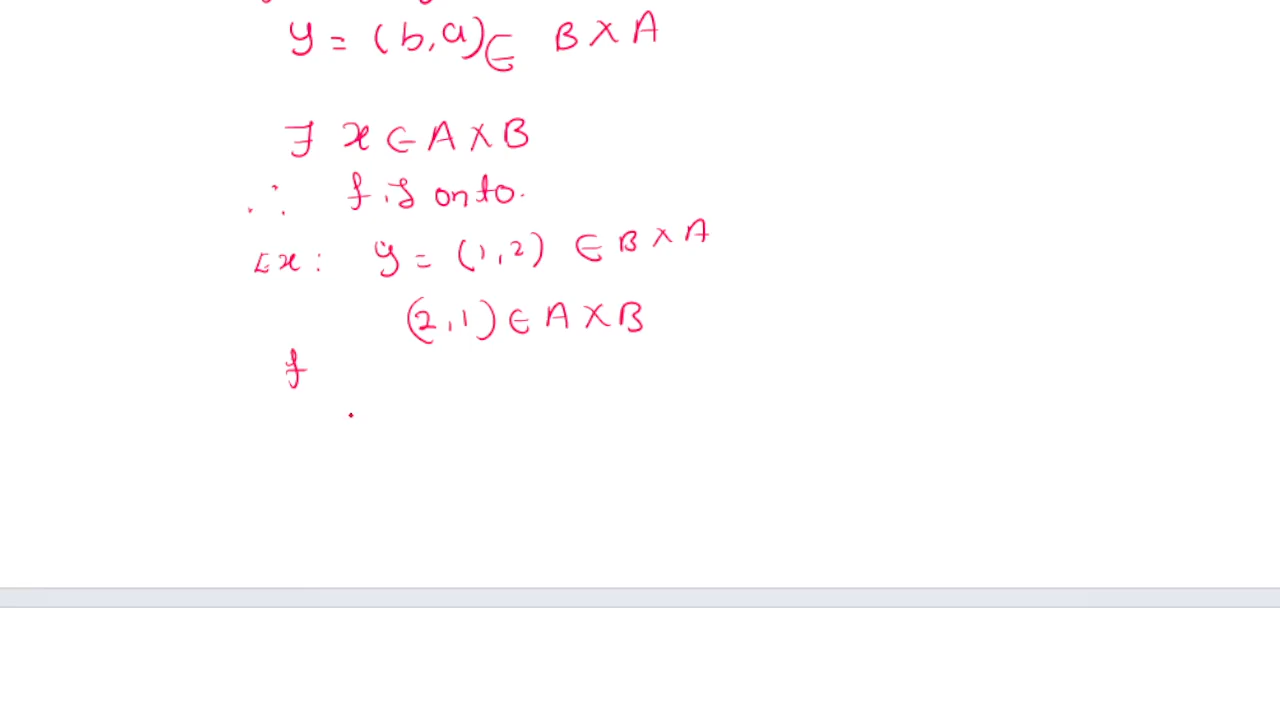 y = (b,a) ∈ B X A
∃ x ∈ A X B
∴ f is onto.
Ex: y = (1,2) ∈ B X A
(2,1) ∈ A X B
f